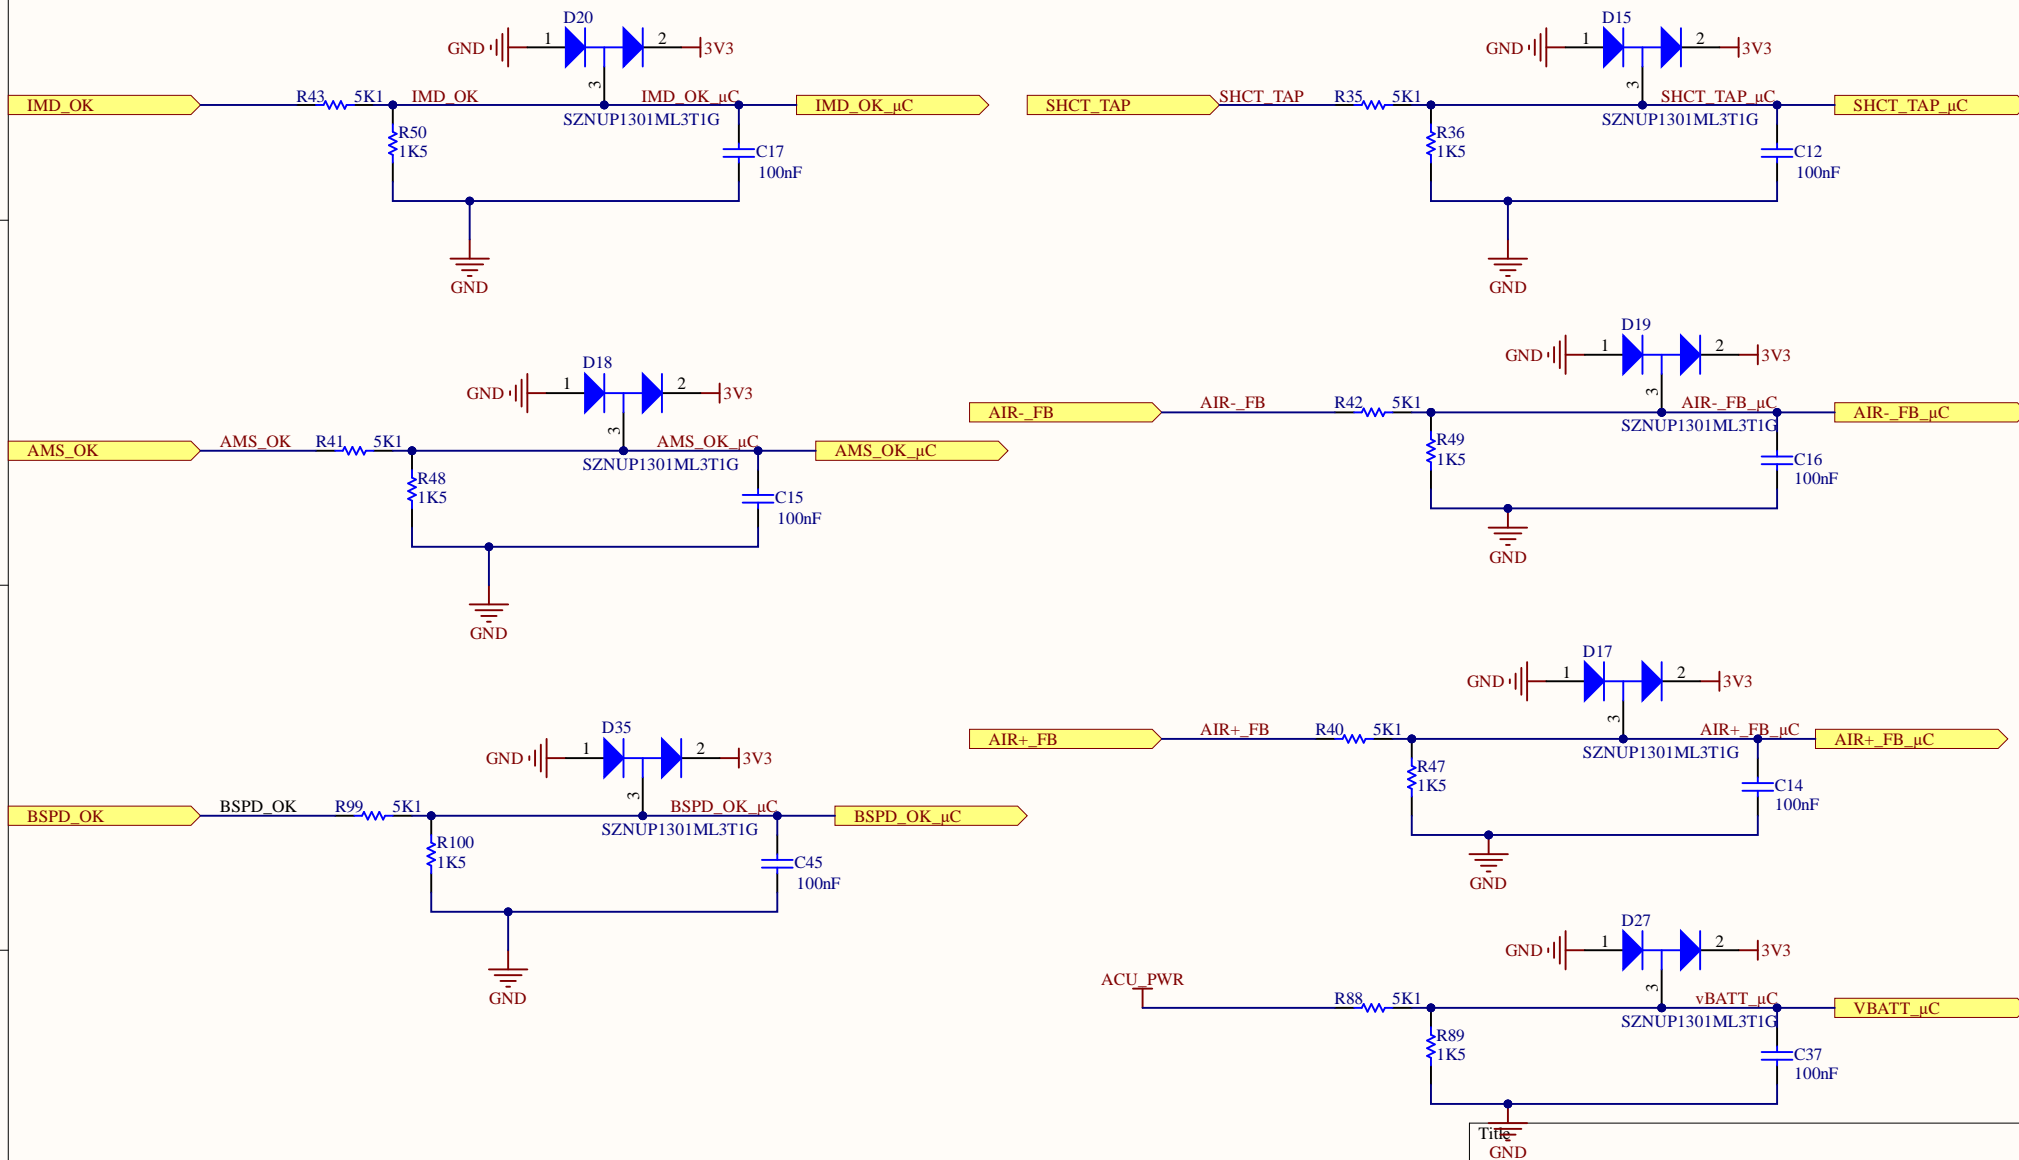 D20
GND
1
2
3V3
3
IMD_OK
R43
5K1
IMD_OK
IMD_OK_µC
IMD_OK_µC
SZNUP1301ML3T1G
R50
1K5
C17
100nF
GND
D15
GND
1
2
3V3
3
SHCT_TAP
SHCT_TAP
R35
5K1
SHCT_TAP_µC
SHCT_TAP_µC
SZNUP1301ML3T1G
R36
1K5
C12
100nF
GND
D18
GND
1
2
3V3
3
AMS_OK
AMS_OK
R41
5K1
AMS_OK_µC
AMS_OK_µC
SZNUP1301ML3T1G
R48
1K5
C15
100nF
GND
D19
GND
1
2
3V3
3
AIR-_FB
AIR-_FB
R42
5K1
AIR-_FB_µC
AIR-_FB_µC
SZNUP1301ML3T1G
R49
1K5
C16
100nF
GND
D35
GND
1
2
3V3
3
BSPD_OK
BSPD_OK
R99
5K1
BSPD_OK_µC
BSPD_OK_µC
SZNUP1301ML3T1G
R100
1K5
C45
100nF
GND
D17
GND
1
2
3V3
3
AIR+_FB
AIR+_FB
R40
5K1
AIR+_FB_µC
AIR+_FB_µC
SZNUP1301ML3T1G
R47
1K5
C14
100nF
GND
D27
GND
1
2
3V3
3
ACU_PWR
R88
5K1
vBATT_µC
VBATT_µC
SZNUP1301ML3T1G
R89
1K5
C37
100nF
Title
GND